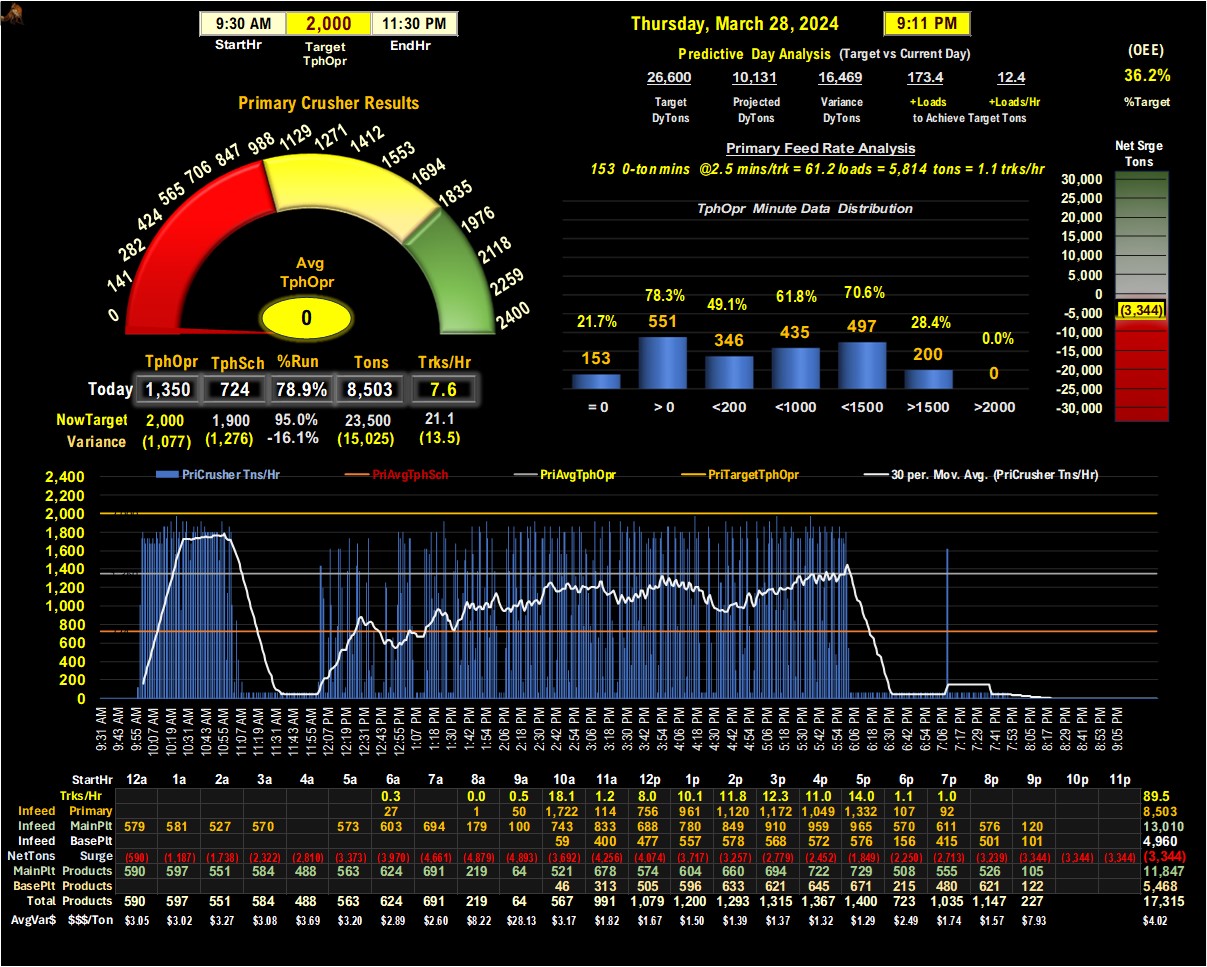 9:30 AM 2,000 11:30 PM
StartHr Target TphOpr EndHr
Thursday, March 28, 2024 9:11 PM
Predictive Day Analysis (Target vs Current Day)
26,600 10,131 16,469 173.4 12.4
Target DyTons Projected DyTons Variance DyTons +Loads +Loads/Hr
to Achieve Target Tons
(OEE)
36.2%
%Target
Primary Crusher Results
0 141 282 424 565 706 847 988 1129 1271 1412 1553 1694 1835 1976 2118 2259 2400
Avg
TphOpr
0
TphOpr TphSch %Run Tons Trks/Hr
Today 1,350 724 78.9% 8,503 7.6
NowTarget 2,000 1,900 95.0% 23,500 21.1
Variance (1,077) (1,276) -16.1% (15,025) (13.5)
Primary Feed Rate Analysis
153 0-ton mins @2.5 mins/trk = 61.2 loads = 5,814 tons = 1.1 trks/hr
TphOpr Minute Data Distribution
21.7% 78.3% 49.1% 61.8% 70.6% 28.4% 0.0%
153 551 346 435 497 200 0
= 0 > 0 <200 <1000 <1500 >1500 >2000
Net Srge
Tons
30,000
25,000
20,000
15,000
10,000
5,000
0
(3,344)
-5,000
-10,000
-15,000
-20,000
-25,000
-30,000
PriCrusher Tns/Hr PriAvgTphSch PriAvgTphOpr PriTargetTphOpr 30 per. Mov. Avg. (PriCrusher Tns/Hr)
2,400
2,200
2,000
1,800
1,600
1,400
1,200
1,000
800
600
400
200
0
9:31 AM 9:43 AM 9:55 AM 10:07 AM 10:19 AM 10:31 AM 10:43 AM 10:55 AM 11:07 AM 11:19 AM 11:31 AM 11:43 AM 11:55 AM 12:07 PM 12:19 PM 12:31 PM 12:43 PM 12:55 PM 1:06 PM 1:18 PM 1:30 PM 1:42 PM 1:54 PM 2:06 PM 2:18 PM 2:30 PM 2:42 PM 2:54 PM 3:06 PM 3:18 PM 3:30 PM 3:42 PM 3:54 PM 4:06 PM 4:18 PM 4:30 PM 4:42 PM 4:54 PM 5:06 PM 5:18 PM 5:30 PM 5:42 PM 5:54 PM 6:06 PM 6:18 PM 6:30 PM 6:42 PM 6:54 PM 7:06 PM 7:17 PM 7:29 PM 7:41 PM 7:53 PM 8:05 PM 8:17 PM 8:29 PM 8:41 PM 8:53 PM 9:05 PM
StartHr 12a 1a 2a 3a 4a 5a 6a 7a 8a 9a 10a 11a 12p 1p 2p 3p 4p 5p 6p 7p 8p 9p 10p 11p
Trks/Hr 0.3 0.0 0.5 18.1 1.2 8.0 10.1 11.8 12.3 11.0 14.0 1.1 1.0 89.5
Infeed Primary 27 1 50 1,722 114 756 961 1,120 1,172 1,049 1,332 107 92 8,503
Infeed MainPlt 579 581 527 570 573 603 694 179 100 743 833 688 780 849 910 959 965 570 611 576 120 13,010
Infeed BasePlt 59 400 477 557 578 568 572 576 156 415 501 101 4,960
NetTons Surge (590) (1,187) (1,738) (2,322) (2,810) (3,373) (3,970) (4,661) (4,879) (4,893) (3,692) (4,256) (4,074) (3,717) (3,257) (2,779) (2,452) (1,849) (2,250) (2,713) (3,239) (3,344) (3,344) (3,344) (3,344)
MainPlt Products 590 597 551 584 488 563 624 691 219 64 521 678 574 604 660 694 722 729 508 555 526 105 11,847
BasePlt Products 46 313 505 596 633 621 645 671 215 480 621 122 5,468
Total Products 590 597 551 584 488 563 624 691 219 64 567 991 1,079 1,200 1,293 1,315 1,367 1,400 723 1,035 1,147 227 17,315
AvgVar$ $$$/Ton $3.05 $3.02 $3.27 $3.08 $3.69 $3.20 $2.89 $2.60 $8.22 $28.13 $3.17 $1.82 $1.67 $1.50 $1.39 $1.37 $1.32 $1.29 $2.49 $1.74 $1.57 $7.93 $4.02